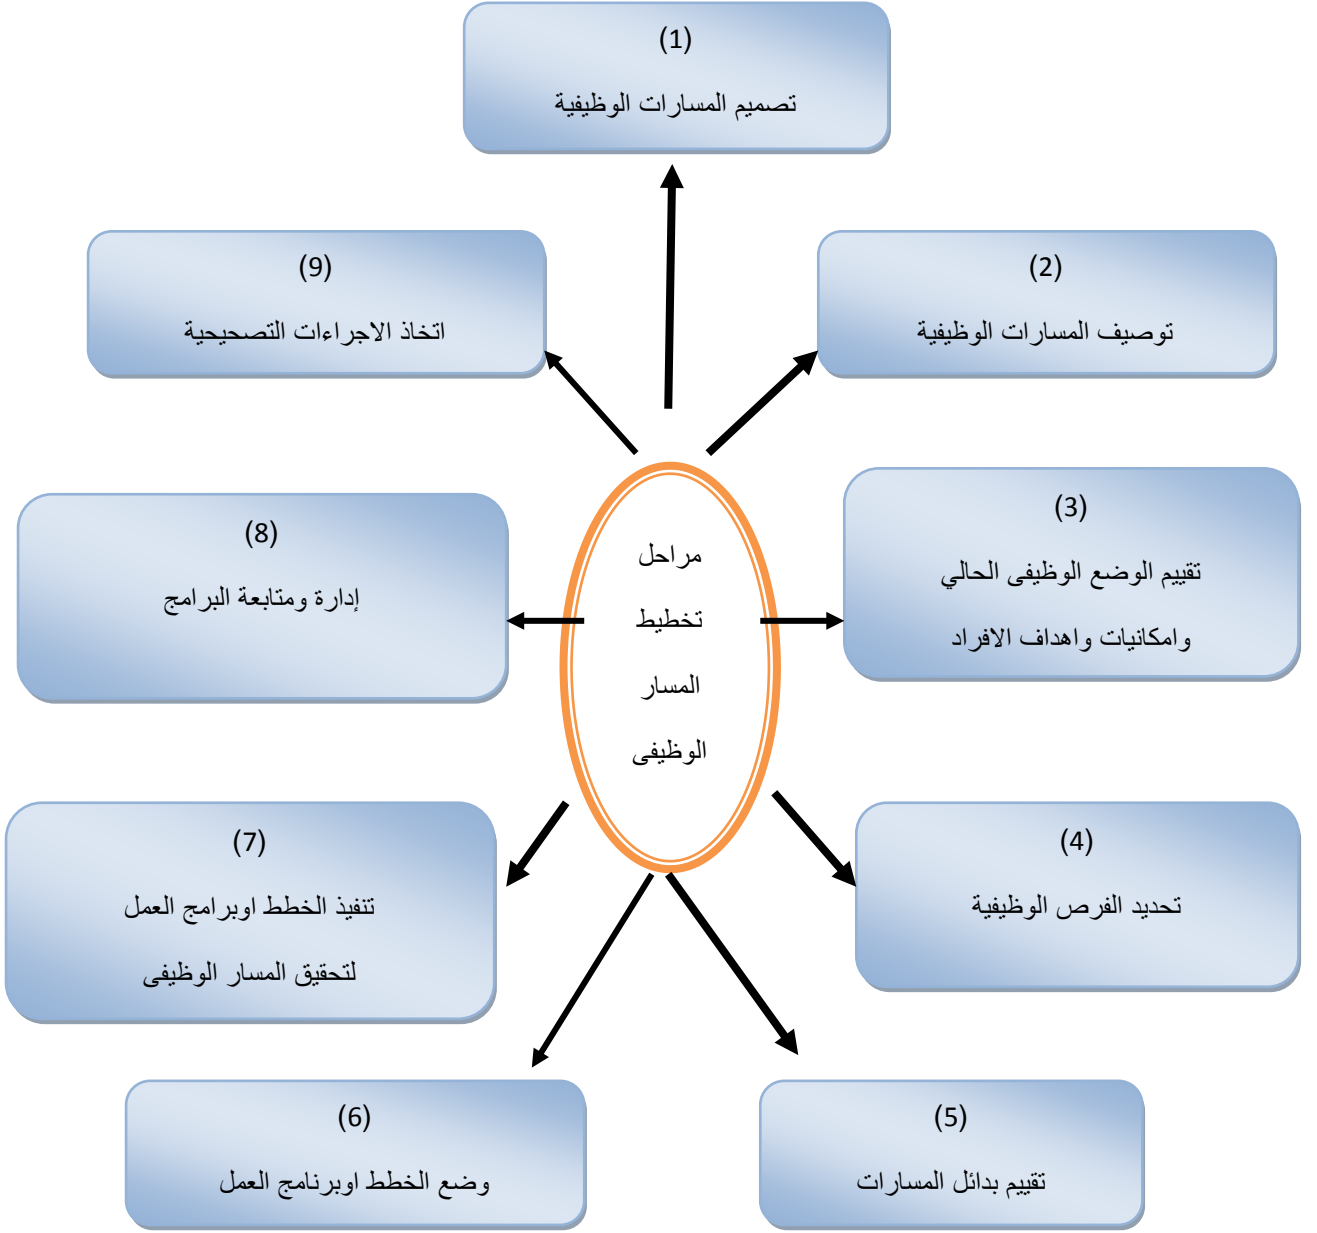 (1)
تصميم المسارات الوظيفية
(2)
توصيف المسارات الوظيفية
(3)
تقييم الوضع الوظيفى الحالي
وامكانيات واهداف الافراد
(4)
تحديد الفرص الوظيفية
(5)
تقييم بدائل المسارات
(6)
وضع الخطط اوبرنامج العمل
(7)
تنفيذ الخطط اوبرامج العمل
لتحقيق المسار الوظيفى
(8)
إدارة ومتابعة البرامج
(9)
اتخاذ الاجراءات التصحيحية
مراحل
تخطيط
المسار
الوظيفى